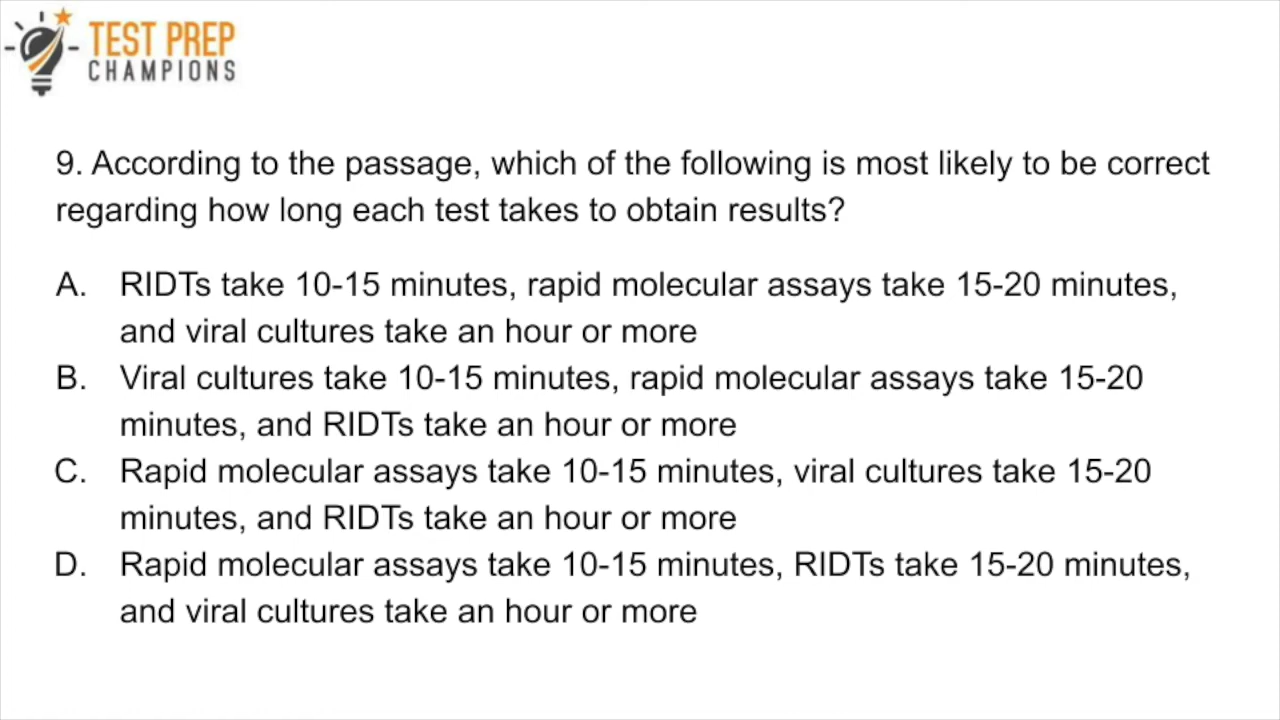 TEST PREP
CHAMPIONS
9. According to the passage, which of the following is most likely to be correct
regarding how long each test takes to obtain results?
A. RIDTs take 10-15 minutes, rapid molecular assays take 15-20 minutes,
and viral cultures take an hour or more
B. Viral cultures take 10-15 minutes, rapid molecular assays take 15-20
minutes, and RIDTs take an hour or more
C. Rapid molecular assays take 10-15 minutes, viral cultures take 15-20
minutes, and RIDTs take an hour or more
D. Rapid molecular assays take 10-15 minutes, RIDTs take 15-20 minutes,
and viral cultures take an hour or more